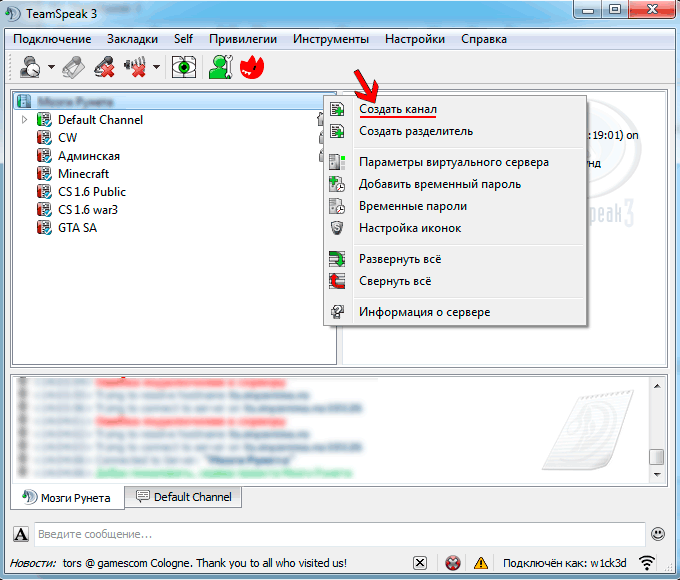 TeamSpeak 3
Подключение Закладки Self Привилегии Инструменты Настройки Справка
Мозги Рунета
Default Channel
CW
Админская
Minecraft
CS 1.6 Public
CS 1.6 war3
GTA SA
Создать канал
Создать разделитель
Параметры виртуального сервера
Добавить временный пароль
Временные пароли
Настройка иконок
Развернуть всё
Свернуть всё
Информация о сервере
:19:01) on
унд
speak 3
Мозги Рунета
Default Channel
A Введите сообщение...
Новости: tors @ gamescom Cologne. Thank you to all who visited us! Подключён как: w1ck3d